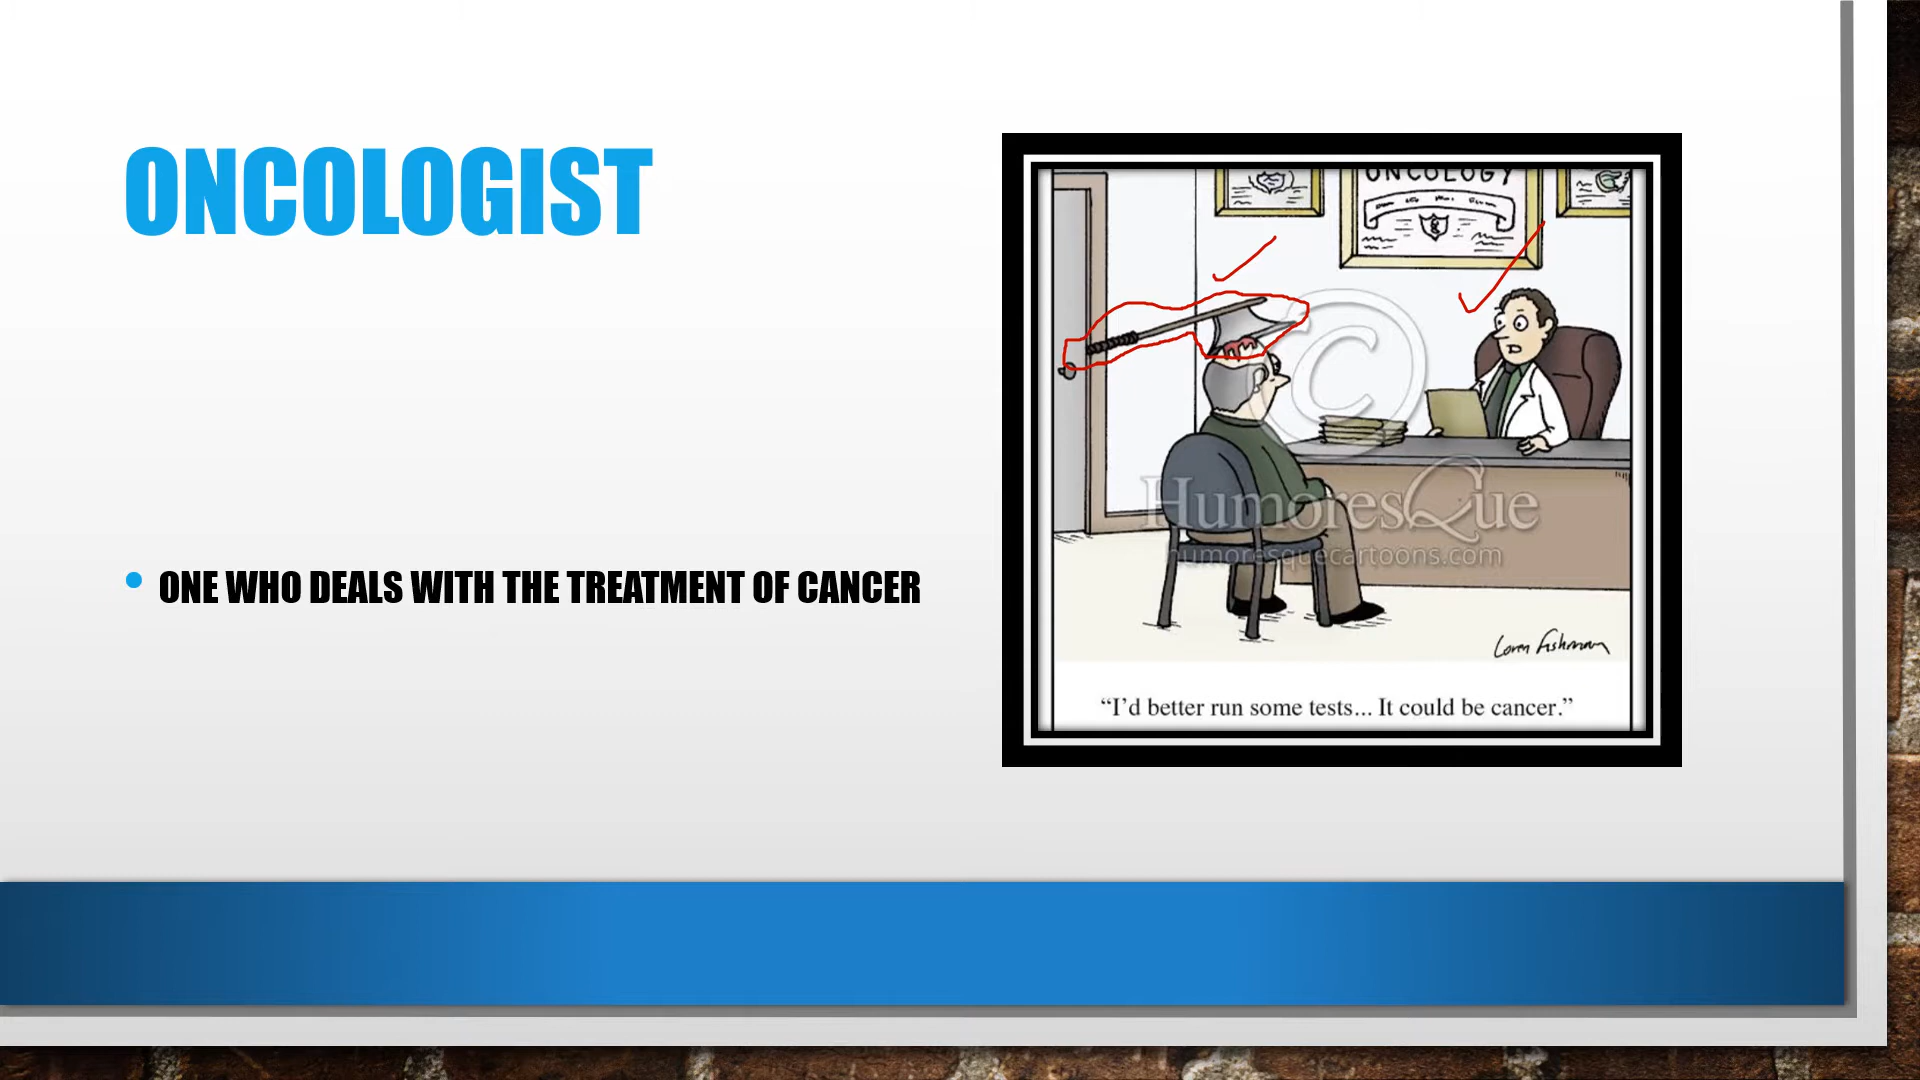 ONCOLOGIST
• ONE WHO DEALS WITH THE TREATMENT OF CANCER
ONCOLOGY
HumoresQue
humoresquecartoons.com
Loren Fishman
“I’d better run some tests... It could be cancer.”